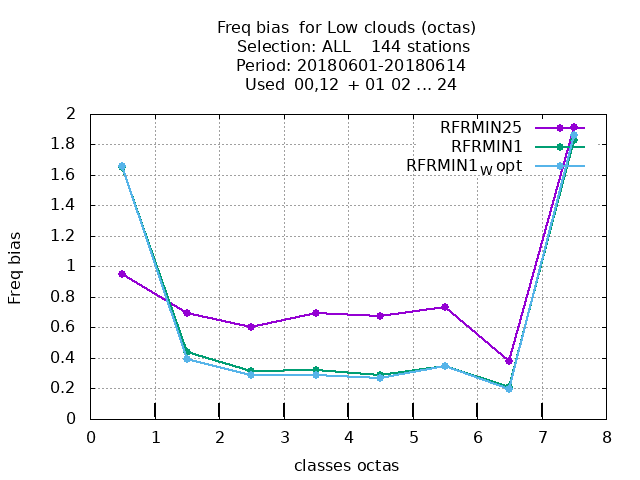 Freq bias  for Low clouds (octas)
Selection: ALL    144 stations
Period: 20180601-20180614
Used  00,12  + 01 02 ... 24
RFRMIN25
RFRMIN1
RFRMIN1W opt
2
1.8
1.6
1.4
1.2
1
0.8
0.6
0.4
0.2
0
Freq bias
0 1 2 3 4 5 6 7 8
classes octas